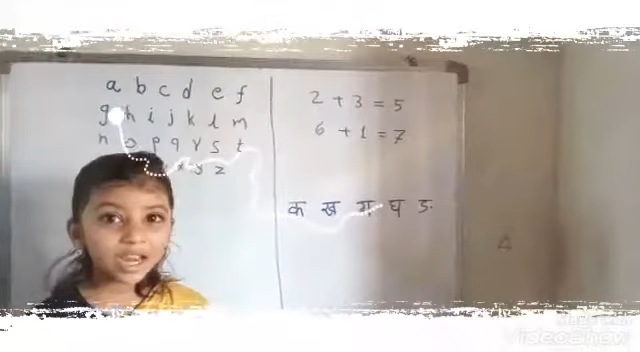 a b c d e f
g h i j k l m
n o p q r s t
y z
2 + 3 = 5
6 + 1 = 7
क ख ग घ ङ
VideoShow